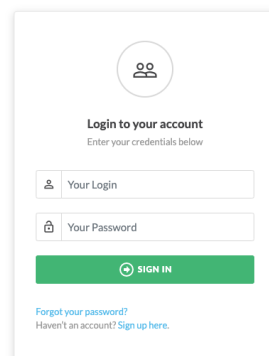 Login to your account
Enter your credentials below
Your Login
Your Password
SIGN IN
Forgot your password?
Haven't an account? Sign up here.